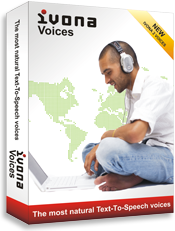 ivona
Voices
NEW
The most natural Text-To-Speech voices
The most natural Text-To-Speech voices
ivona
Voices